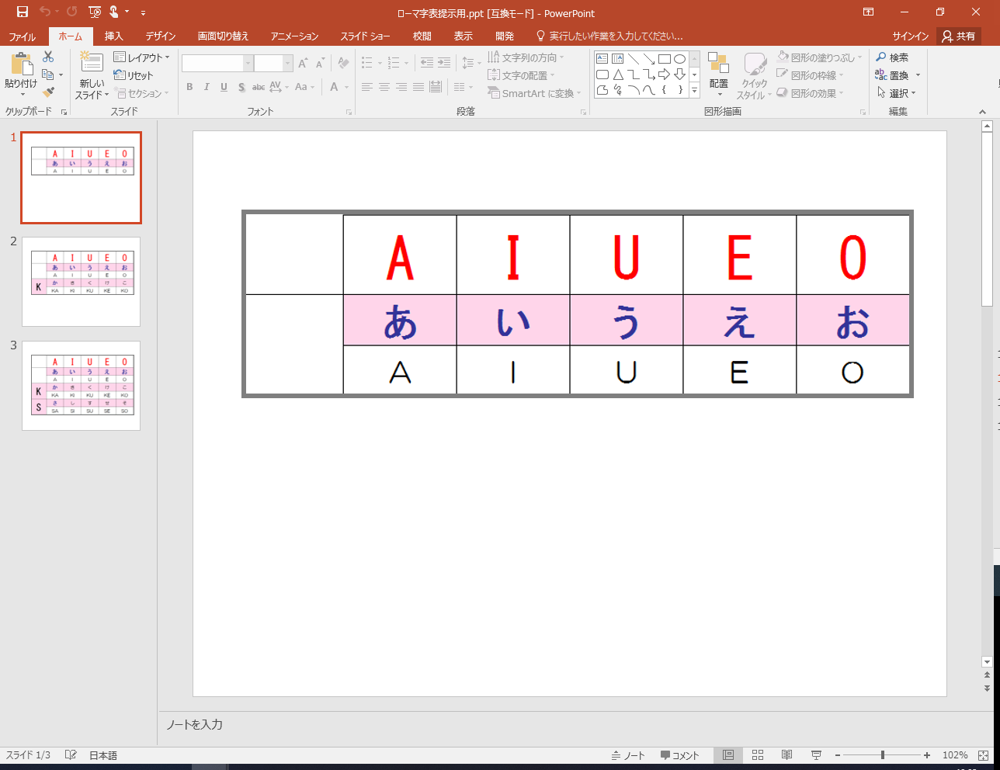 ローマ字表提示用.ppt [互換モード] - PowerPoint
ファイル ホーム 挿入 デザイン 画面切り替え アニメーション スライド ショー 校閲 表示 開発 実行したい作業を入力してください... サインイン 共有
貼り付け
新しい
スライド
レイアウト
リセット
セクション
B I U S abc AV Aa A
文字列の方向
文字の配置
SmartArt に変換
配置
クイック
スタイル
図形の塗りつぶし
図形の枠線
図形の効果
検索
置換
選択
クリップボード スライド フォント 段落 図形描画 編集
1
A I U E O
あ い う え お
A I U E O
2
A I U E O
あ い う え お
A I U E O
K
か き く け こ
KA KI KU KE KO
3
A I U E O
あ い う え お
A I U E O
K
か き く け こ
KA KI KU KE KO
S
さ し す せ そ
SA SI SU SE SO
A I U E O
あ い う え お
A I U E O
ノートを入力
スライド 1/3 日本語 ノート コメント 102%